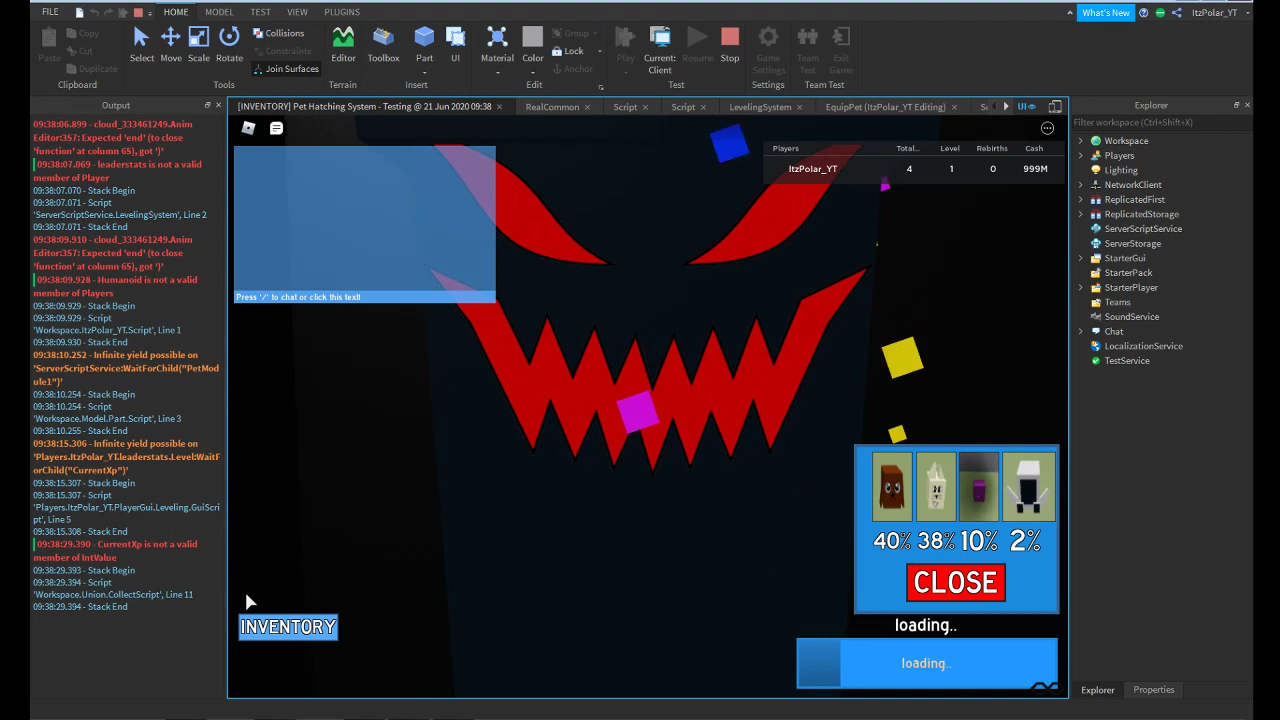 FILE HOME MODEL TEST VIEW PLUGINS What's New ItzPolar_YT
Paste Copy Cut Duplicate Select Move Scale Rotate Collisions Constraints Join Surfaces Editor Toolbox Part UI Material Color Group Lock Anchor Play Current: Client Resume Stop Game Settings Team Test Exit Game
Clipboard Tools Terrain Insert Edit Test Settings Team Test
Output
[INVENTORY] Pet Hatching System - Testing @ 21 Jun 2020 09:38 × RealCommon × Script × Script × LevelingSystem × EquipPet (ItzPolar_YT Editing) × UI
Explorer
Filter workspace (Ctrl+Shift+X)
09:38:06.899 - cloud_333461249.Anim
Editor:357: Expected 'end' (to close
'function' at column 65), got ')'
09:38:07.069 - leaderstats is not a valid
member of Player
09:38:07.070 - Stack Begin
09:38:07.071 - Script
'ServerScriptService.LevelingSystem', Line 2
09:38:07.071 - Stack End
09:38:09.910 - cloud_333461249.Anim
Editor:357: Expected 'end' (to close
'function' at column 65), got ')'
09:38:09.928 - Humanoid is not a valid
member of Players
09:38:09.929 - Stack Begin
09:38:09.929 - Script
'Workspace.ItzPolar_YT.Script', Line 1
09:38:09.930 - Stack End
09:38:10.252 - Infinite yield possible on
'ServerScriptService:WaitForChild("PetMod
ule1")'
09:38:10.254 - Stack Begin
09:38:10.254 - Script
'Workspace.Model.Part.Script', Line 3
09:38:10.255 - Stack End
09:38:15.306 - Infinite yield possible on
'Players.ItzPolar_YT.leaderstats.Level:WaitF
orChild("CurrentXp")'
09:38:15.307 - Stack Begin
09:38:15.307 - Script
'Players.ItzPolar_YT.PlayerGui.Leveling.GuiScri
pt', Line 5
09:38:15.308 - Stack End
09:38:29.390 - CurrentXp is not a valid
member of IntValue
09:38:29.393 - Stack Begin
09:38:29.394 - Script
'Workspace.Union.CollectScript', Line 11
09:38:29.394 - Stack End
Press '/' to chat or click this text!
Players Total... Level Rebirths Cash
ItzPolar_YT 4 1 0 999M
40% 38% 10% 2%
CLOSE
loading..
loading..
INVENTORY
Workspace
Players
Lighting
NetworkClient
ReplicatedFirst
ReplicatedStorage
ServerScriptService
ServerStorage
StarterGui
StarterPack
StarterPlayer
Teams
SoundService
Chat
LocalizationService
TestService
Explorer Properties